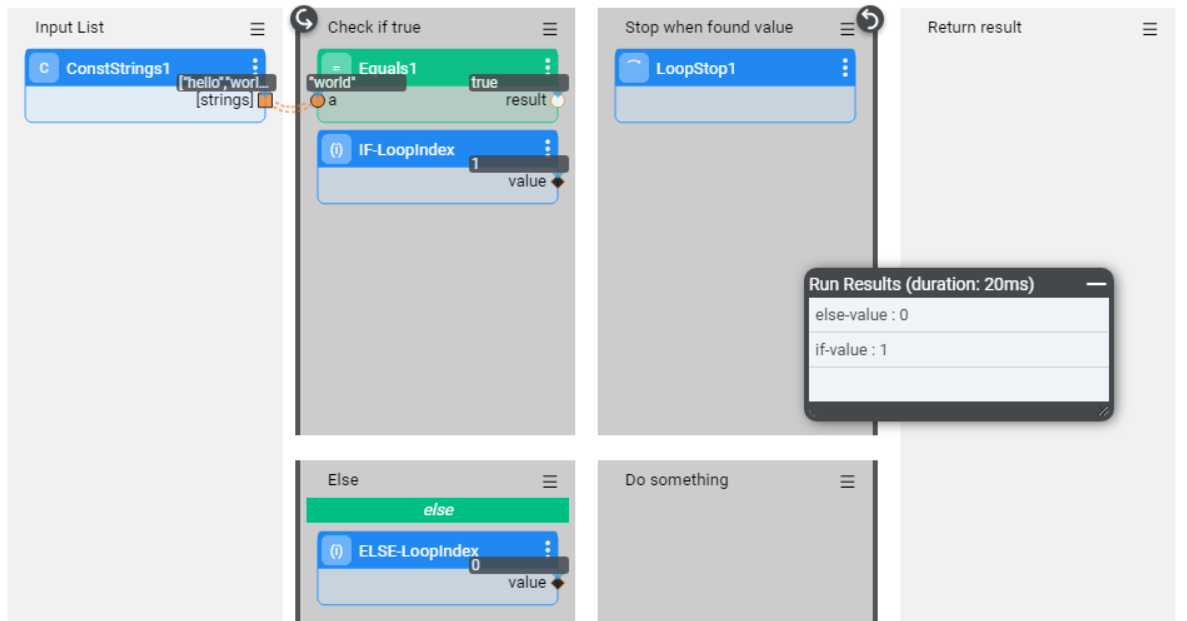 Input List
Check if true
Stop when found value
Return result
C ConstStrings1
["hello","worl...
[strings]
= Equals1
"world"
true
a
result
(i) IF-LoopIndex
1
value
LoopStop1
Run Results (duration: 20ms)
else-value : 0
if-value : 1
Else
Do something
else
(i) ELSE-LoopIndex
0
value